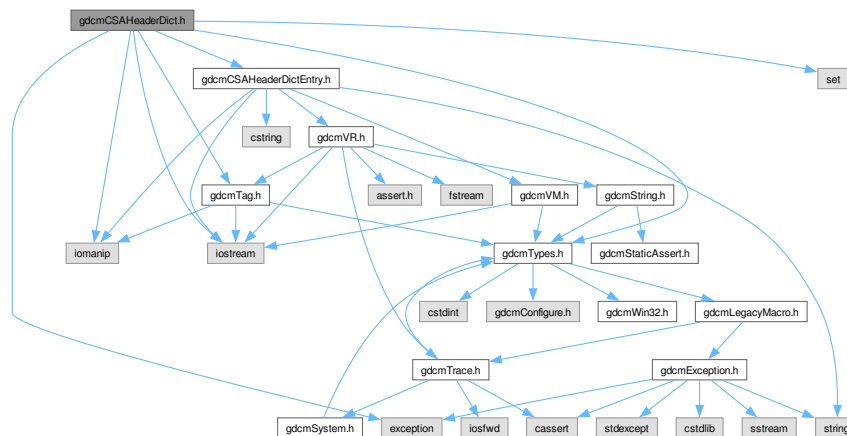 gdcmCSAHeaderDict.h
gdcmCSAHeaderDictEntry.h
set
cstring
gdcmVR.h
gdcmTag.h
assert.h
fstream
gdcmVM.h
gdcmString.h
iomanip
iostream
gdcmTypes.h
gdcmStaticAssert.h
cstdint
gdcmConfigure.h
gdcmWin32.h
gdcmLegacyMacro.h
gdcmTrace.h
gdcmException.h
gdcmSystem.h
exception
iosfwd
cassert
stdexcept
cstdlib
sstream
string